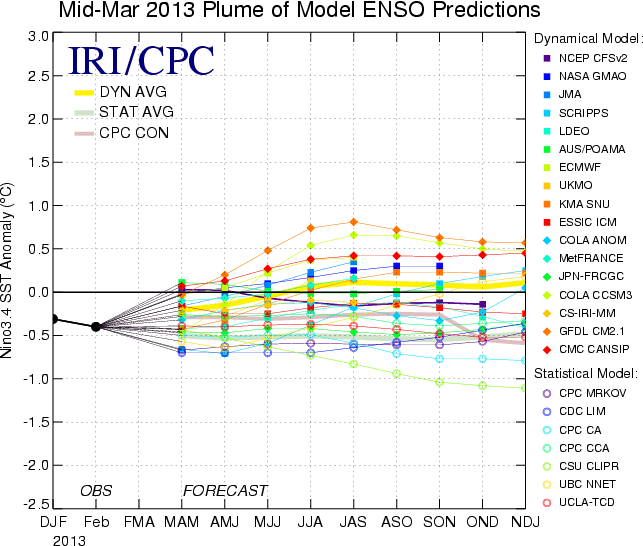 Mid-Mar 2013 Plume of Model ENSO Predictions
IRI/CPC
DYN AVG
STAT AVG
CPC CON
Nino3.4 SST Anomaly (°C)
3.0
2.5
2.0
1.5
1.0
0.5
0.0
-0.5
-1.0
-1.5
-2.0
-2.5
OBS
FORECAST
DJF Feb FMA MAM AMJ MJJ JJA JAS ASO SON OND NDJ
2013
Dynamical Model:
NCEP CFSv2
NASA GMAO
JMA
SCRIPPS
LDEO
AUS/POAMA
ECMWF
UKMO
KMA SNU
ESSIC ICM
COLA ANOM
MetFRANCE
JPN-FRCGC
COLA CCSM3
CS-IRI-MM
GFDL CM2.1
CMC CANSIP
Statistical Model:
CPC MRKOV
CDC LIM
CPC CA
CPC CCA
CSU CLIPR
UBC NNET
UCLA-TCD